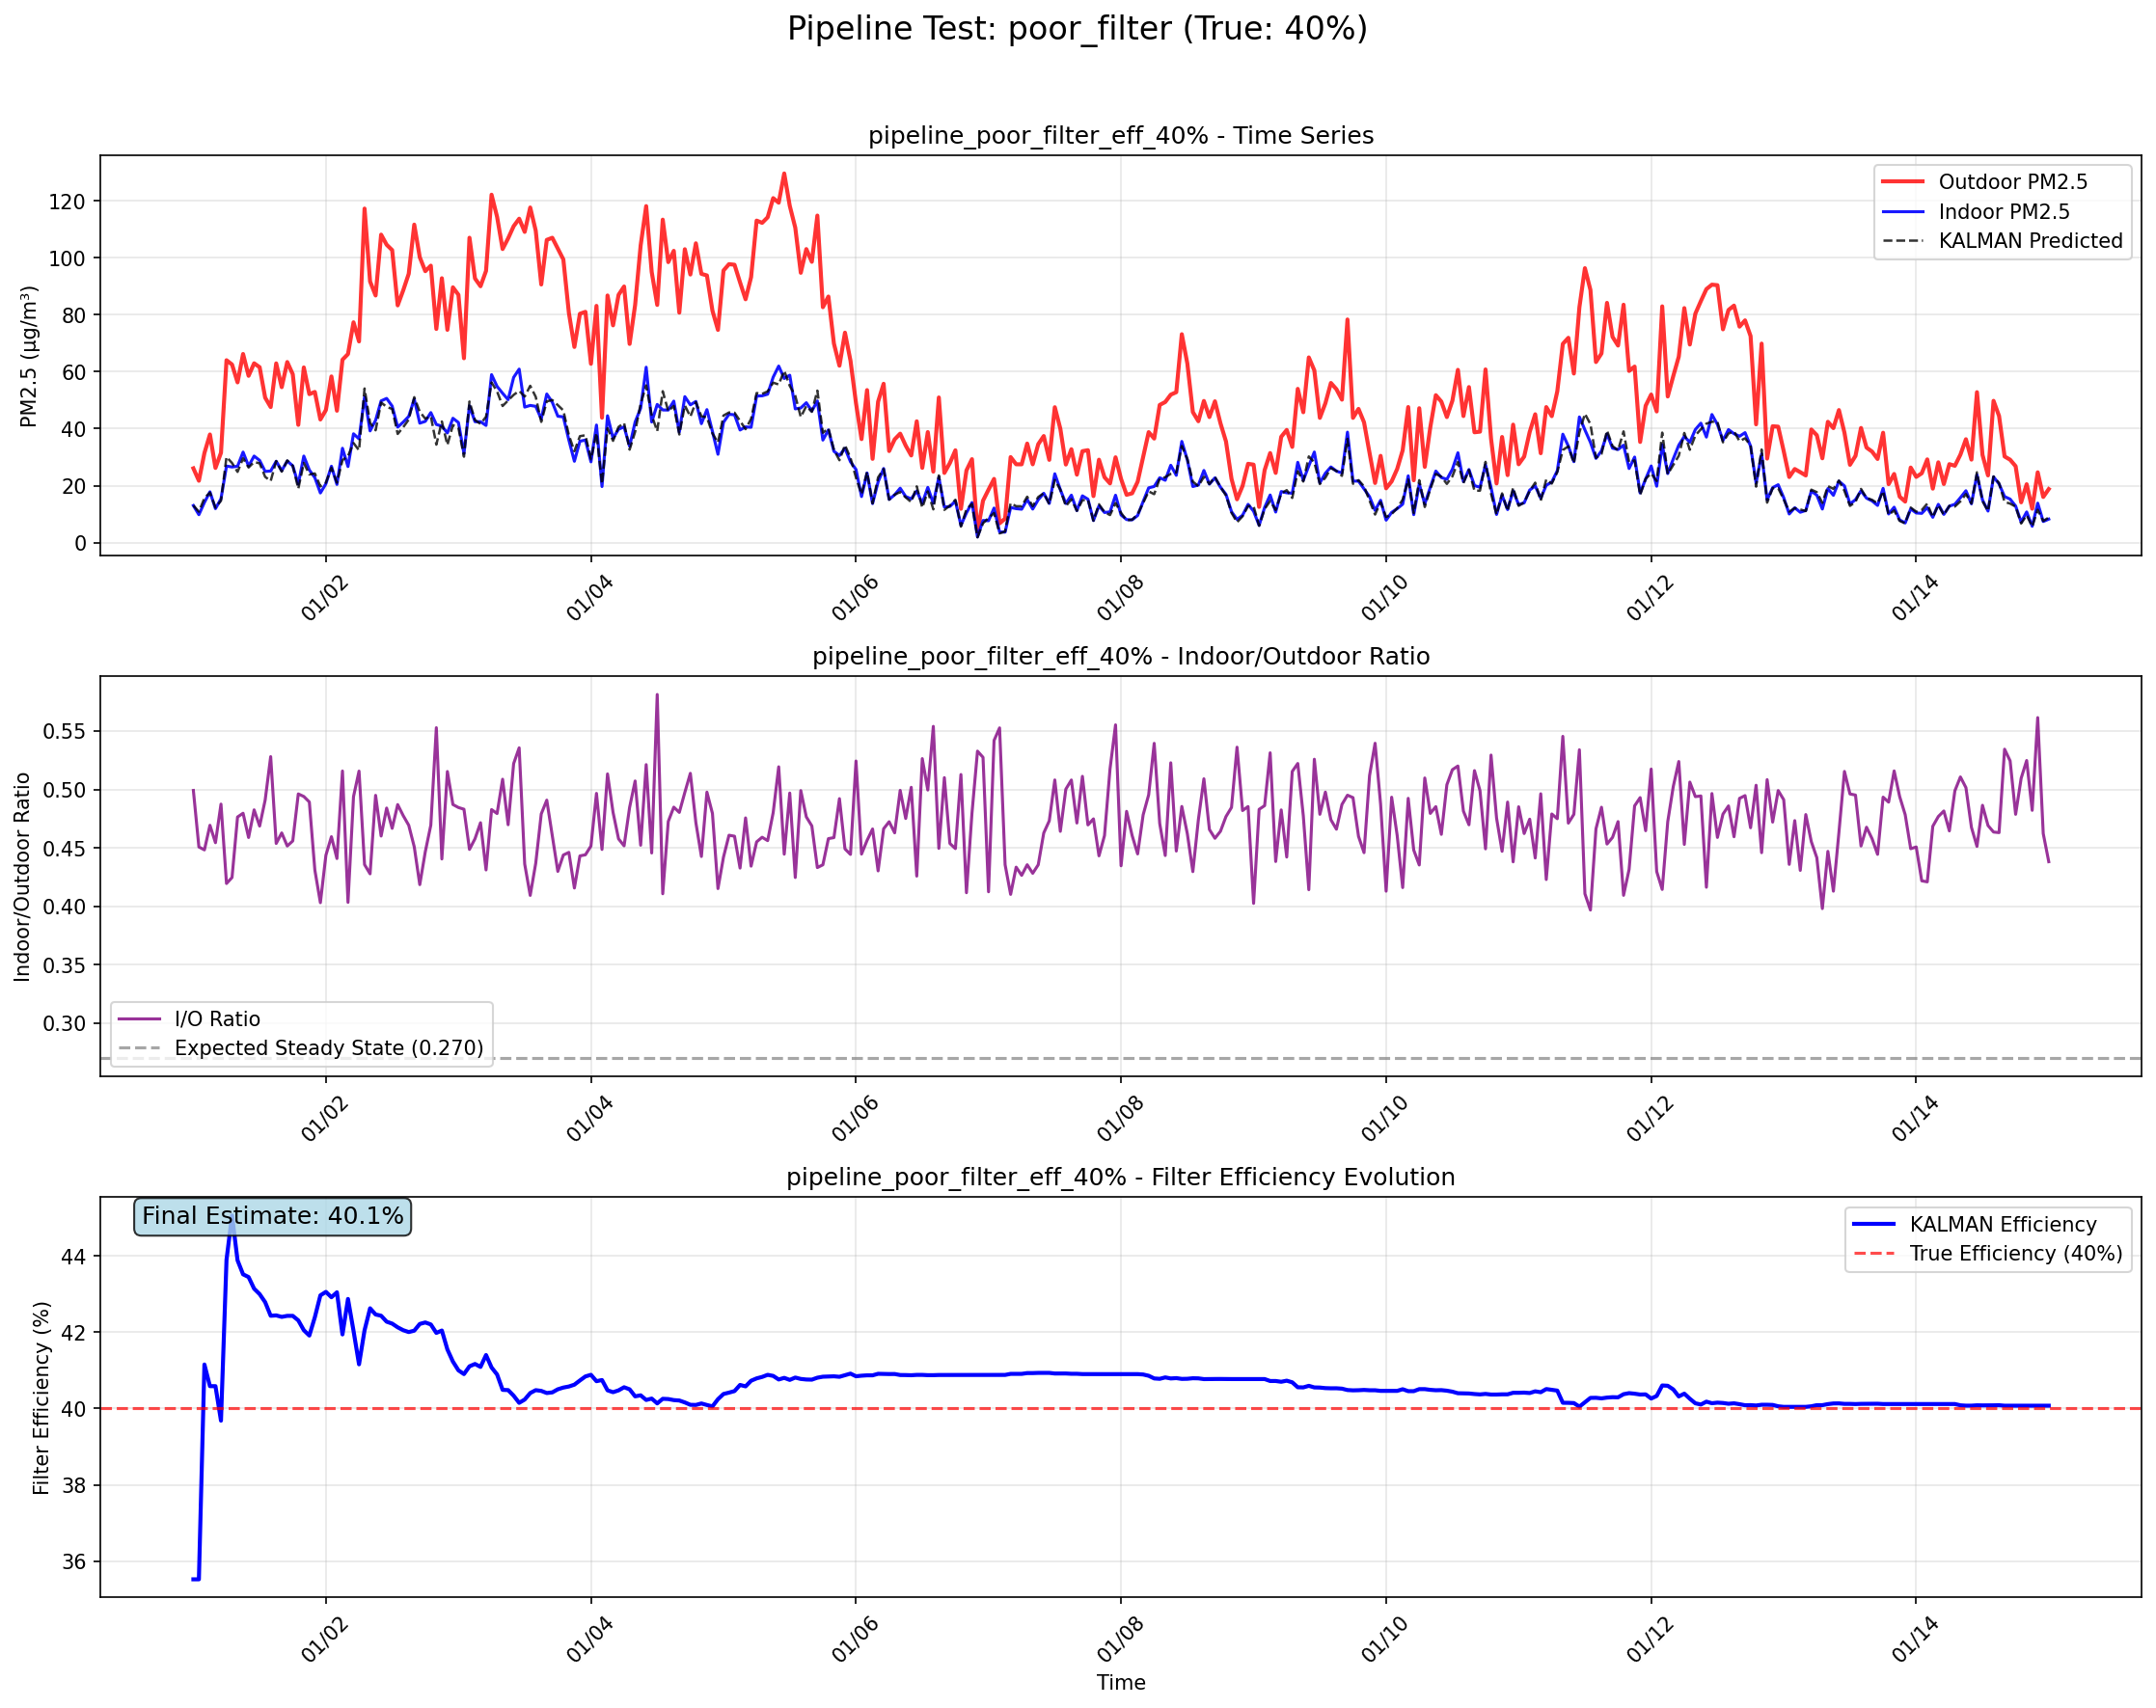 Pipeline Test: poor_filter (True: 40%)
pipeline_poor_filter_eff_40% - Time Series
PM2.5 (µg/m³)
120
100
80
60
40
20
0
Outdoor PM2.5
Indoor PM2.5
KALMAN Predicted
01/02
01/04
01/06
01/08
01/10
01/12
01/14
pipeline_poor_filter_eff_40% - Indoor/Outdoor Ratio
Indoor/Outdoor Ratio
0.55
0.50
0.45
0.40
0.35
0.30
I/O Ratio
Expected Steady State (0.270)
01/02
01/04
01/06
01/08
01/10
01/12
01/14
pipeline_poor_filter_eff_40% - Filter Efficiency Evolution
Filter Efficiency (%)
Final Estimate: 40.1%
44
42
40
38
36
KALMAN Efficiency
True Efficiency (40%)
01/02
01/04
01/06
01/08
01/10
01/12
01/14
Time